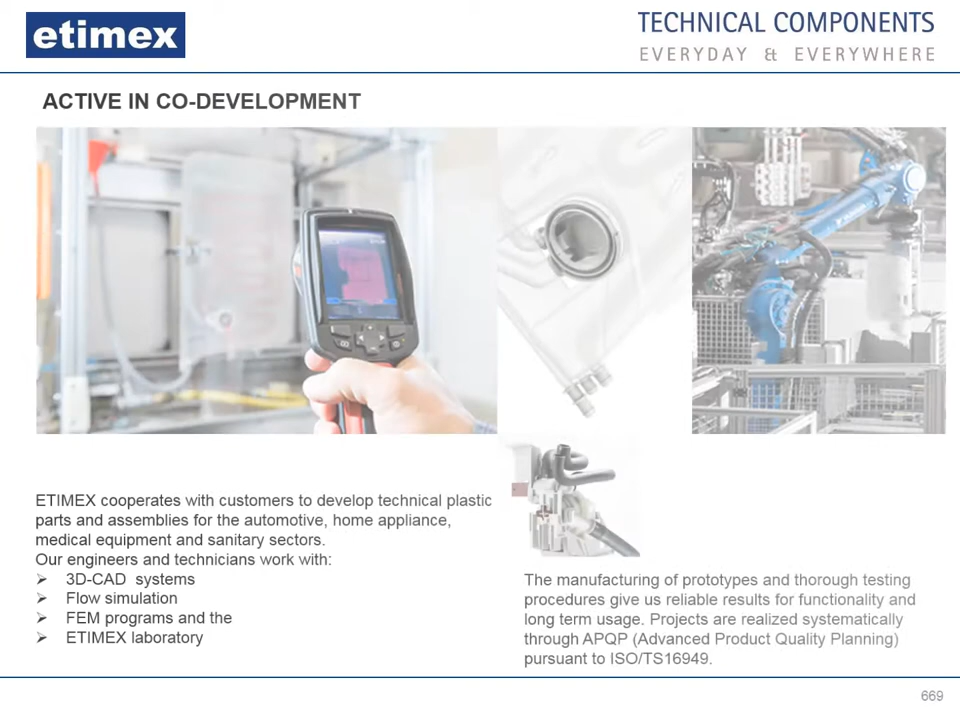 etimex
TECHNICAL COMPONENTS
EVERYDAY & EVERYWHERE
ACTIVE IN CO-DEVELOPMENT
ETIMEX cooperates with customers to develop technical plastic
parts and assemblies for the automotive, home appliance,
medical equipment and sanitary sectors.
Our engineers and technicians work with:
➢ 3D-CAD systems
➢ Flow simulation
➢ FEM programs and the
➢ ETIMEX laboratory
The manufacturing of prototypes and thorough testing
procedures give us reliable results for functionality and
long term usage. Projects are realized systematically
through APQP (Advanced Product Quality Planning)
pursuant to ISO/TS16949.
669